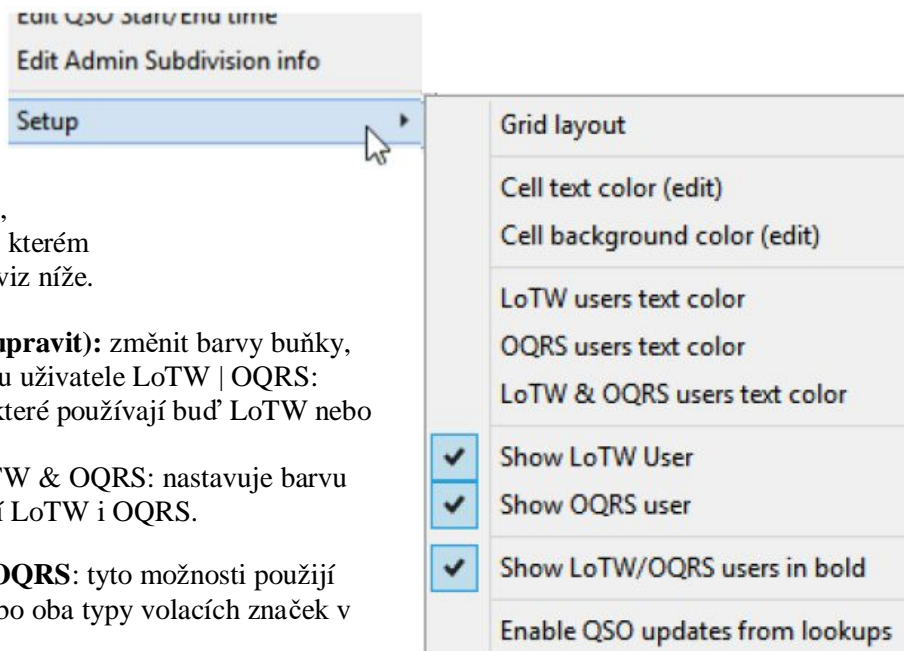 Edit QSO Start/End time
Edit Admin Subdivision info
Setup
Grid layout
Cell text color (edit)
Cell background color (edit)
LoTW users text color
OQRS users text color
LoTW & OQRS users text color
Show LoTW User
Show OQRS user
Show LoTW/OQRS users in bold
Enable QSO updates from lookups
,
kterém
viz níže.
upravit): změnit barvy buňky,
u uživatele LoTW | OQRS:
které používají buď LoTW nebo
TW & OQRS: nastavuje barvu
í LoTW i OQRS.
OQRS: tyto možnosti použijí
bo oba typy volacích značek v